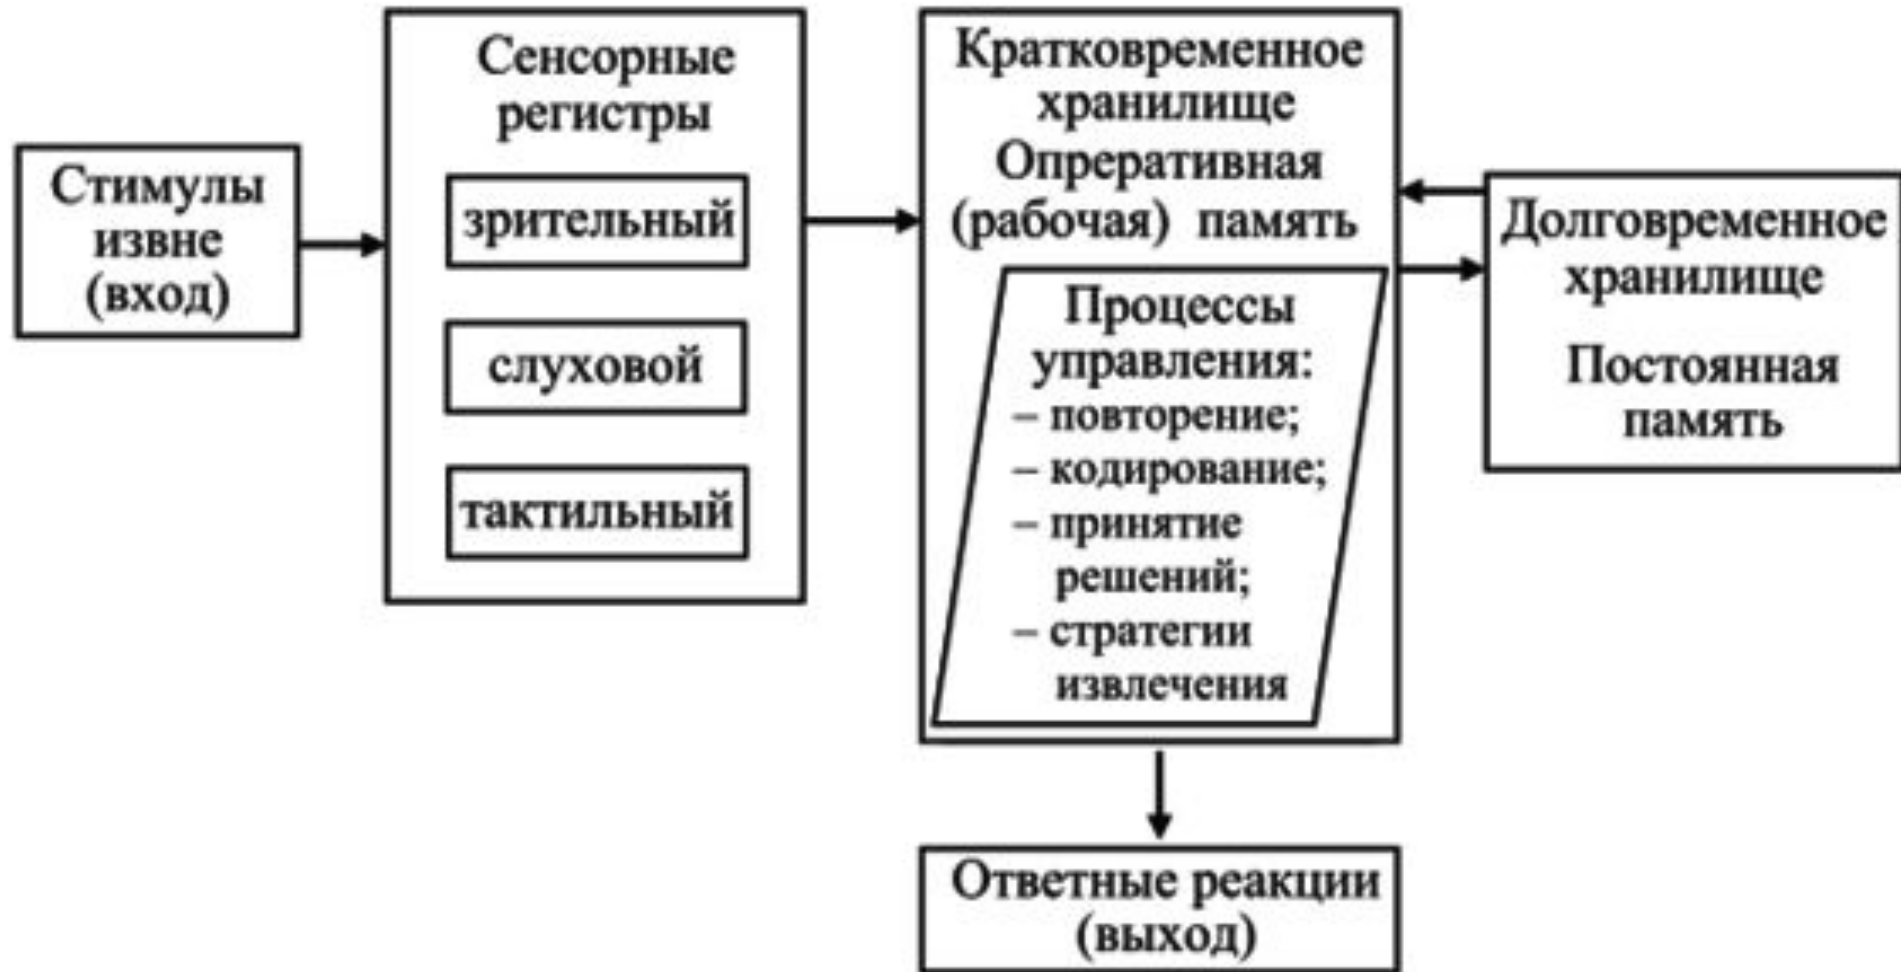 Стимулы
извне
(вход)
Сенсорные
регистры
зрительный
слуховой
тактильный
Кратковременное
хранилище
Опреративная
(рабочая) память
Процессы
управления:
– повторение;
– кодирование;
– принятие
решений;
– стратегии
извлечения
Долговременное
хранилище
Постоянная
память
Ответные реакции
(выход)